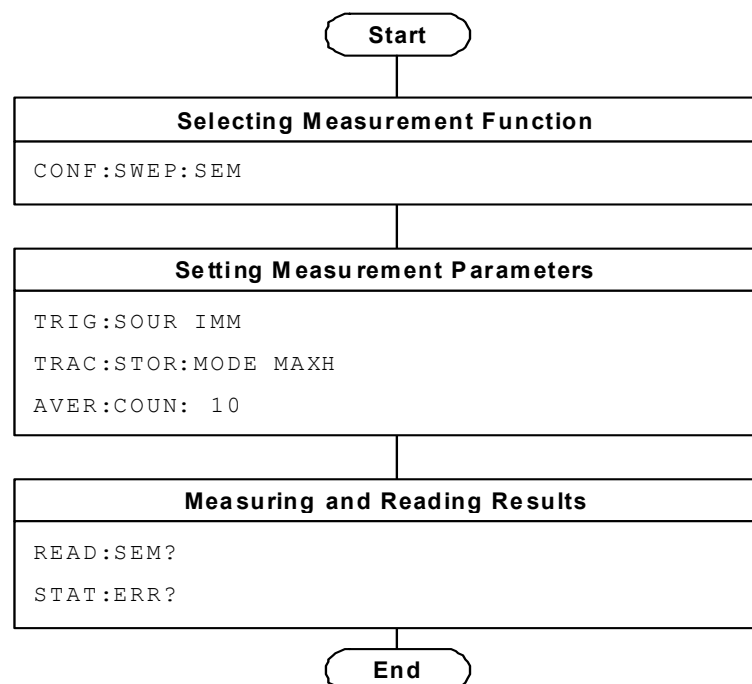 Start
Selecting Measurement Function
CONF:SWEP:SEM
Setting Measurement Parameters
TRIG:SOUR IMM
TRAC:STOR:MODE MAXH
AVER:COUN: 10
Measuring and Reading Results
READ:SEM?
STAT:ERR?
End